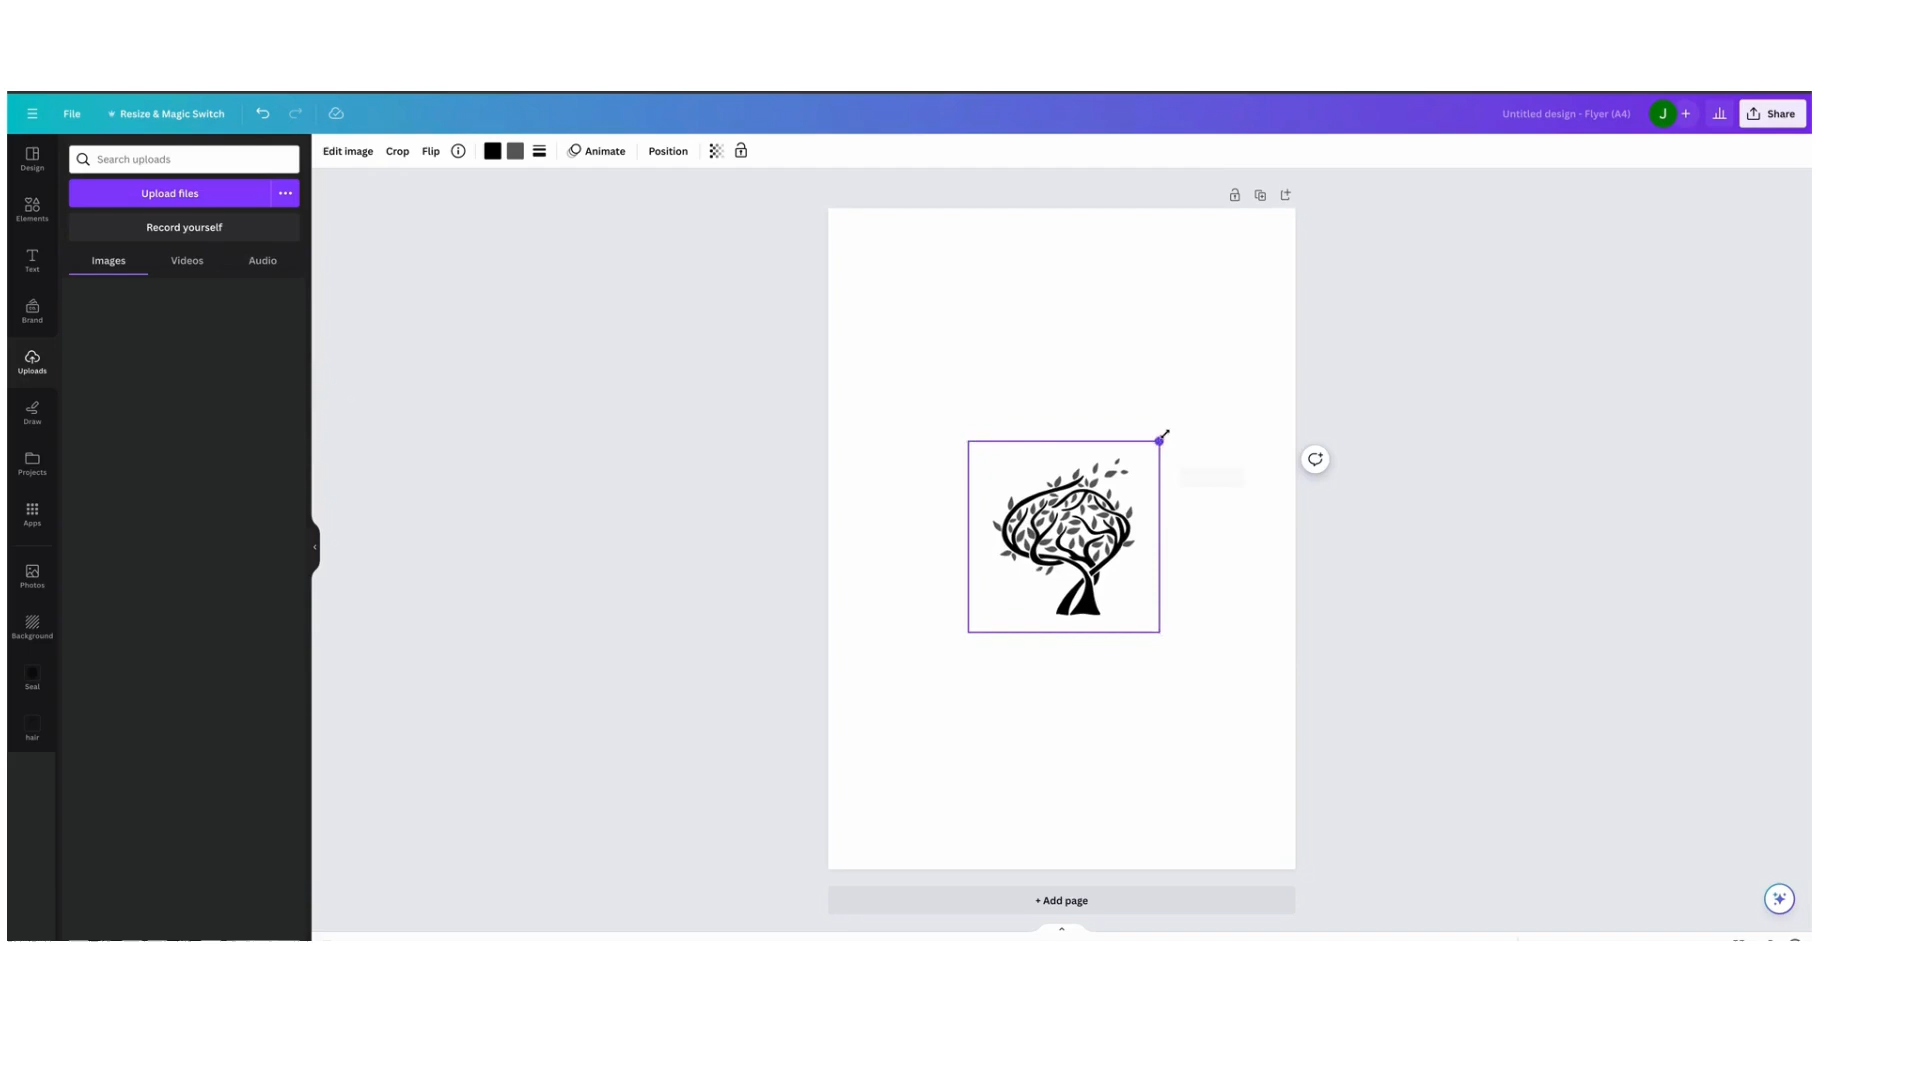 File
Resize & Magic Switch
Untitled design - Flyer (A4)
J
+
Share
Design
Elements
Text
Brand
Uploads
Draw
Projects
Apps
Photos
Background
Seal
hair
Search uploads
Upload files
Record yourself
Images
Videos
Audio
Edit image
Crop
Flip
Animate
Position
+ Add page